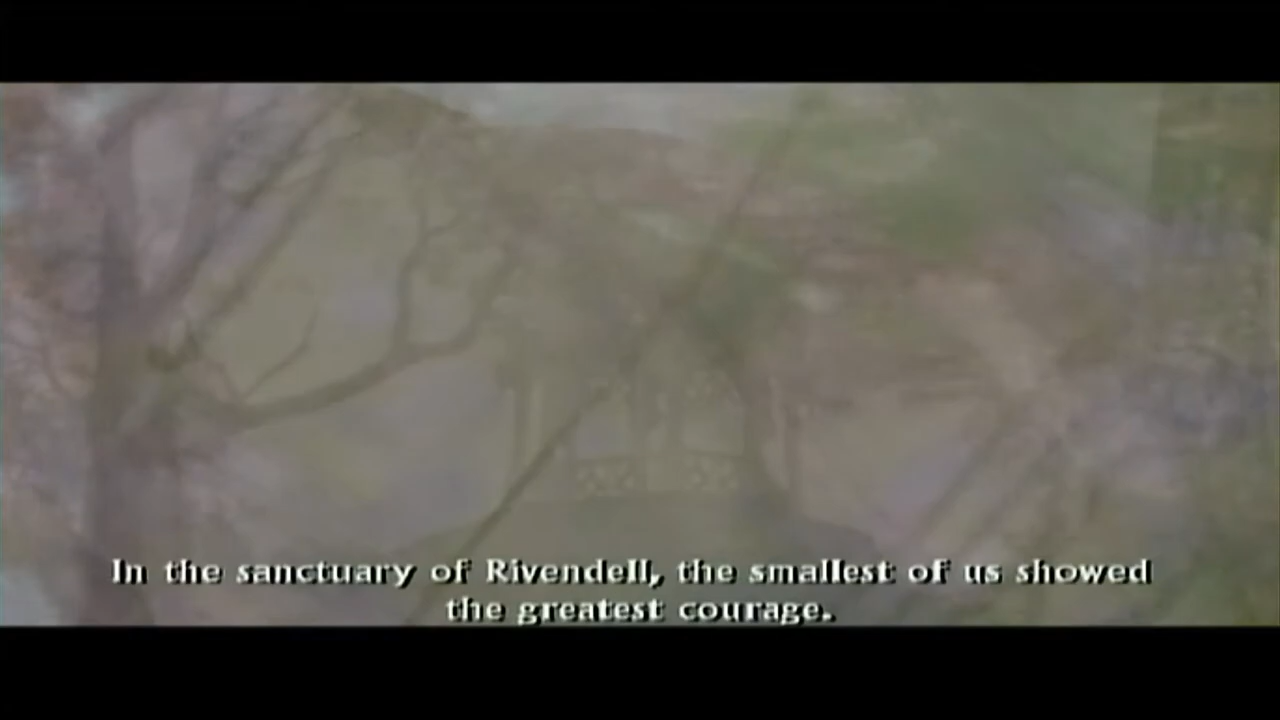 In the sanctuary of Rivendell, the smallest of us showed
the greatest courage.